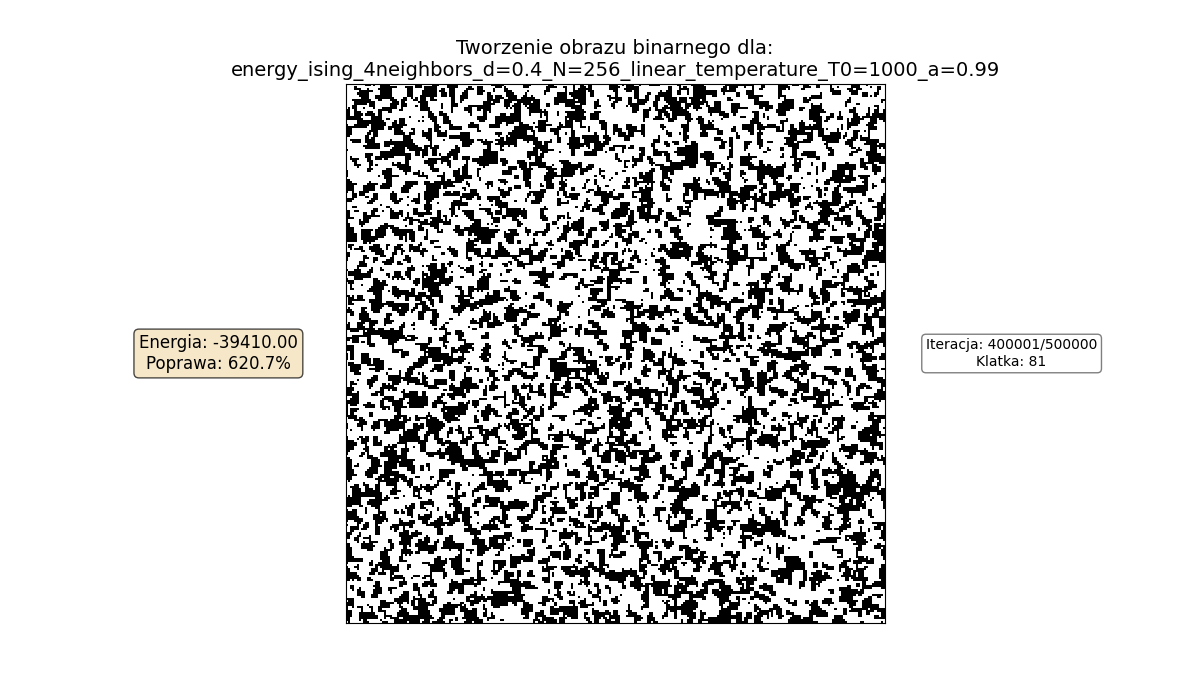 Tworzenie obrazu binarnego dla:
energy_ising_4neighbors_d=0.4_N=256_linear_temperature_T0=1000_a=0.99
Energia: -39410.00
Poprawa: 620.7%
Iteracja: 400001/500000
Klatka: 81